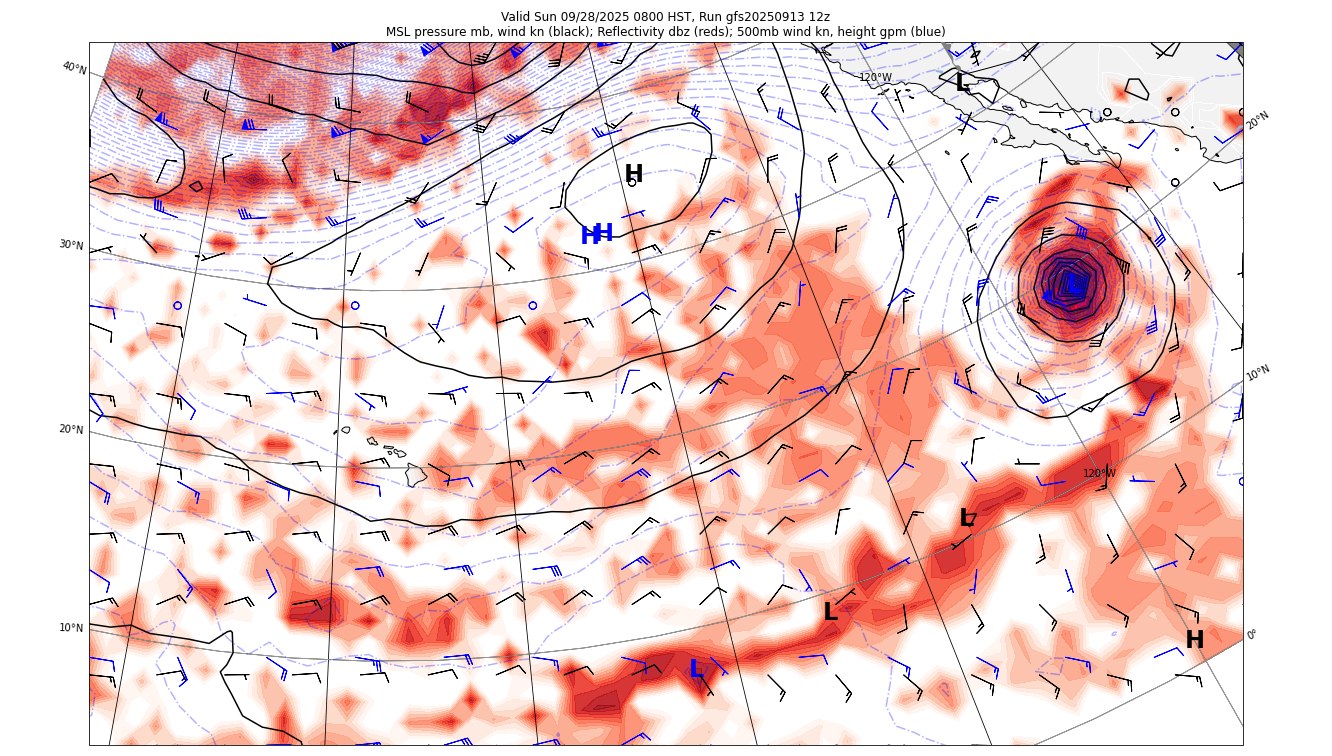 Valid Sun 09/28/2025 0800 HST, Run gfs20250913 12z
MSL pressure mb, wind kn (black); Reflectivity dbz (reds); 500mb wind kn, height gpm (blue)
40°N
120°W
L
20°N
H
HH
30°N
10°N
20°N
120°W
L
L
10°N
0°
H
L